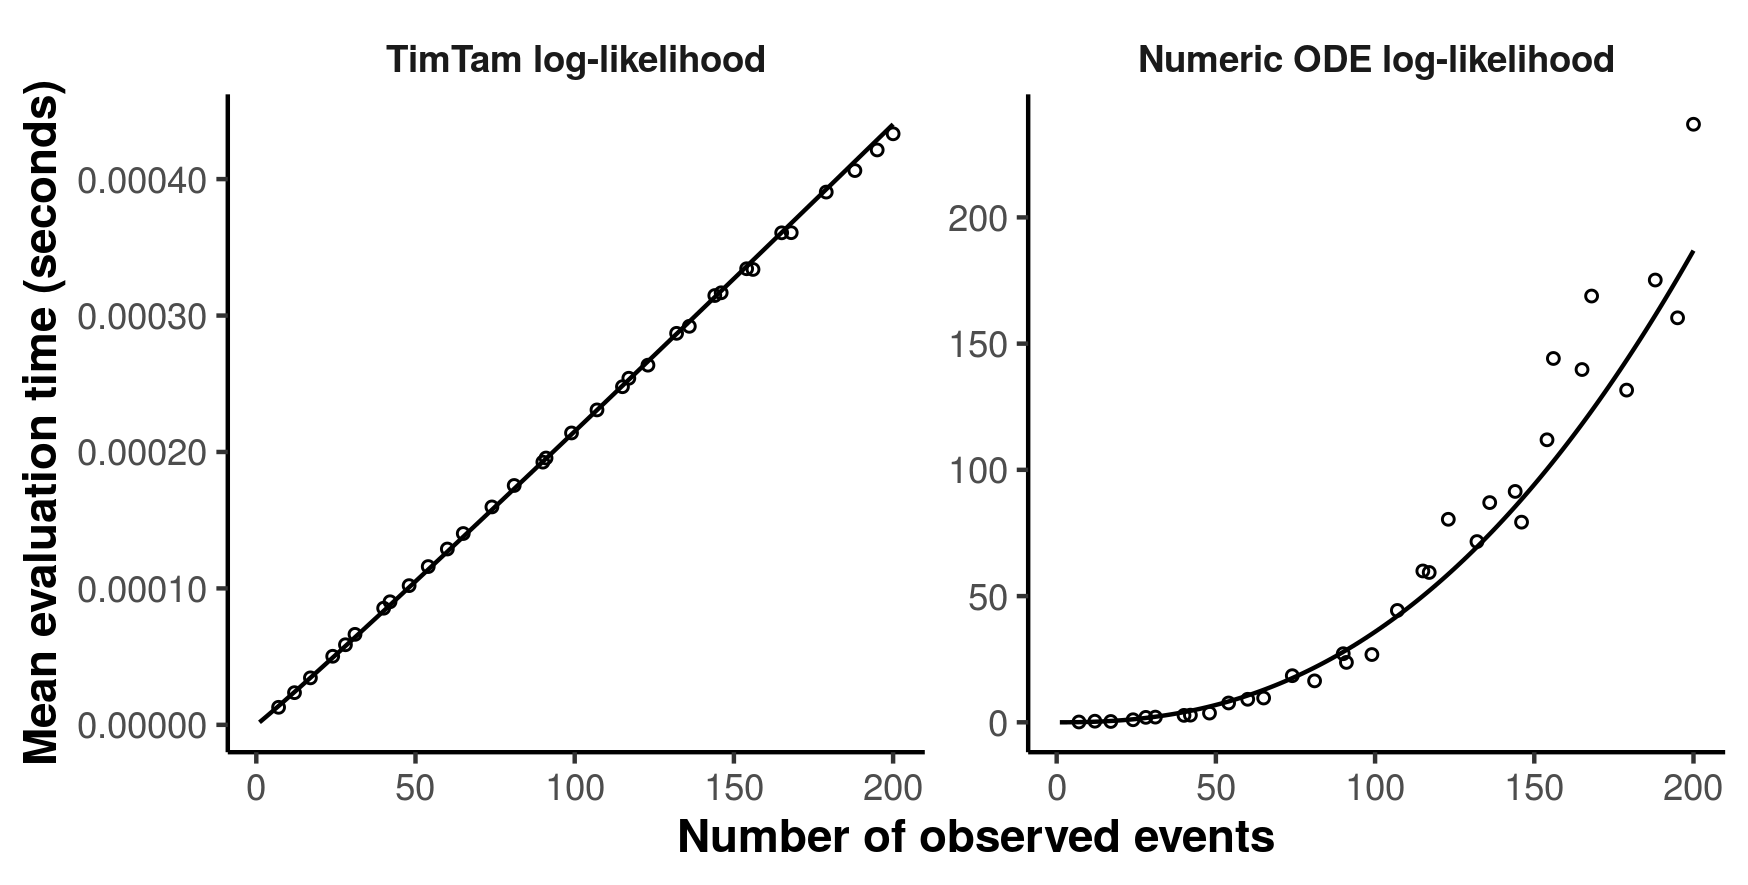 TimTam log-likelihood
Numeric ODE log-likelihood
Mean evaluation time (seconds)
0.00040
0.00030
0.00020
0.00010
0.00000
0 50 100 150 200
200
150
100
50
0
0 50 100 150 200
Number of observed events